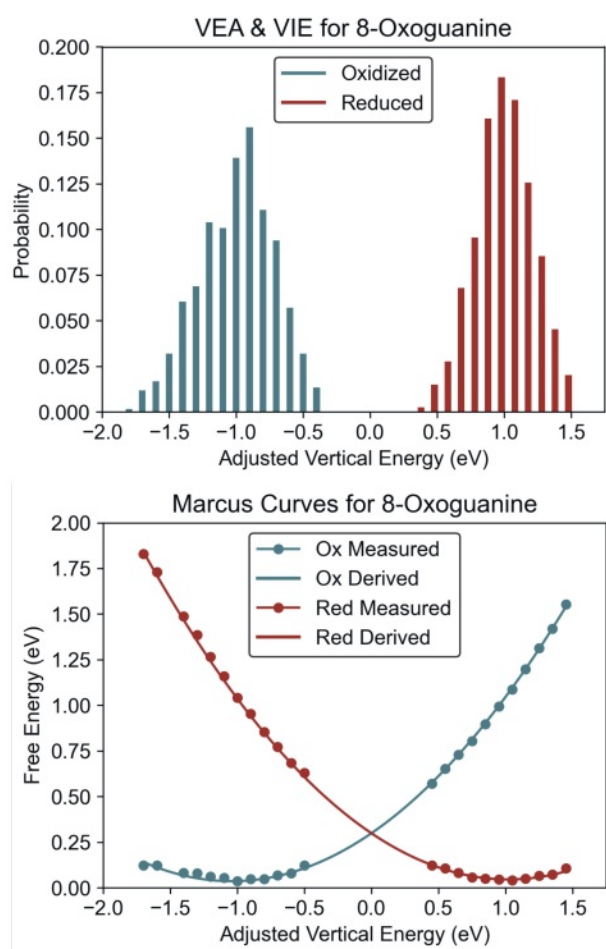 VEA & VIE for 8-Oxoguanine
0.200
0.175
0.150
0.125
0.100
0.075
0.050
0.025
0.000
Probability
Oxidized
Reduced
−2.0 −1.5 −1.0 −0.5 0.0 0.5 1.0 1.5
Adjusted Vertical Energy (eV)
Marcus Curves for 8-Oxoguanine
2.00
1.75
1.50
1.25
1.00
0.75
0.50
0.25
0.00
Free Energy (eV)
Ox Measured
Ox Derived
Red Measured
Red Derived
−2.0 −1.5 −1.0 −0.5 0.0 0.5 1.0 1.5
Adjusted Vertical Energy (eV)